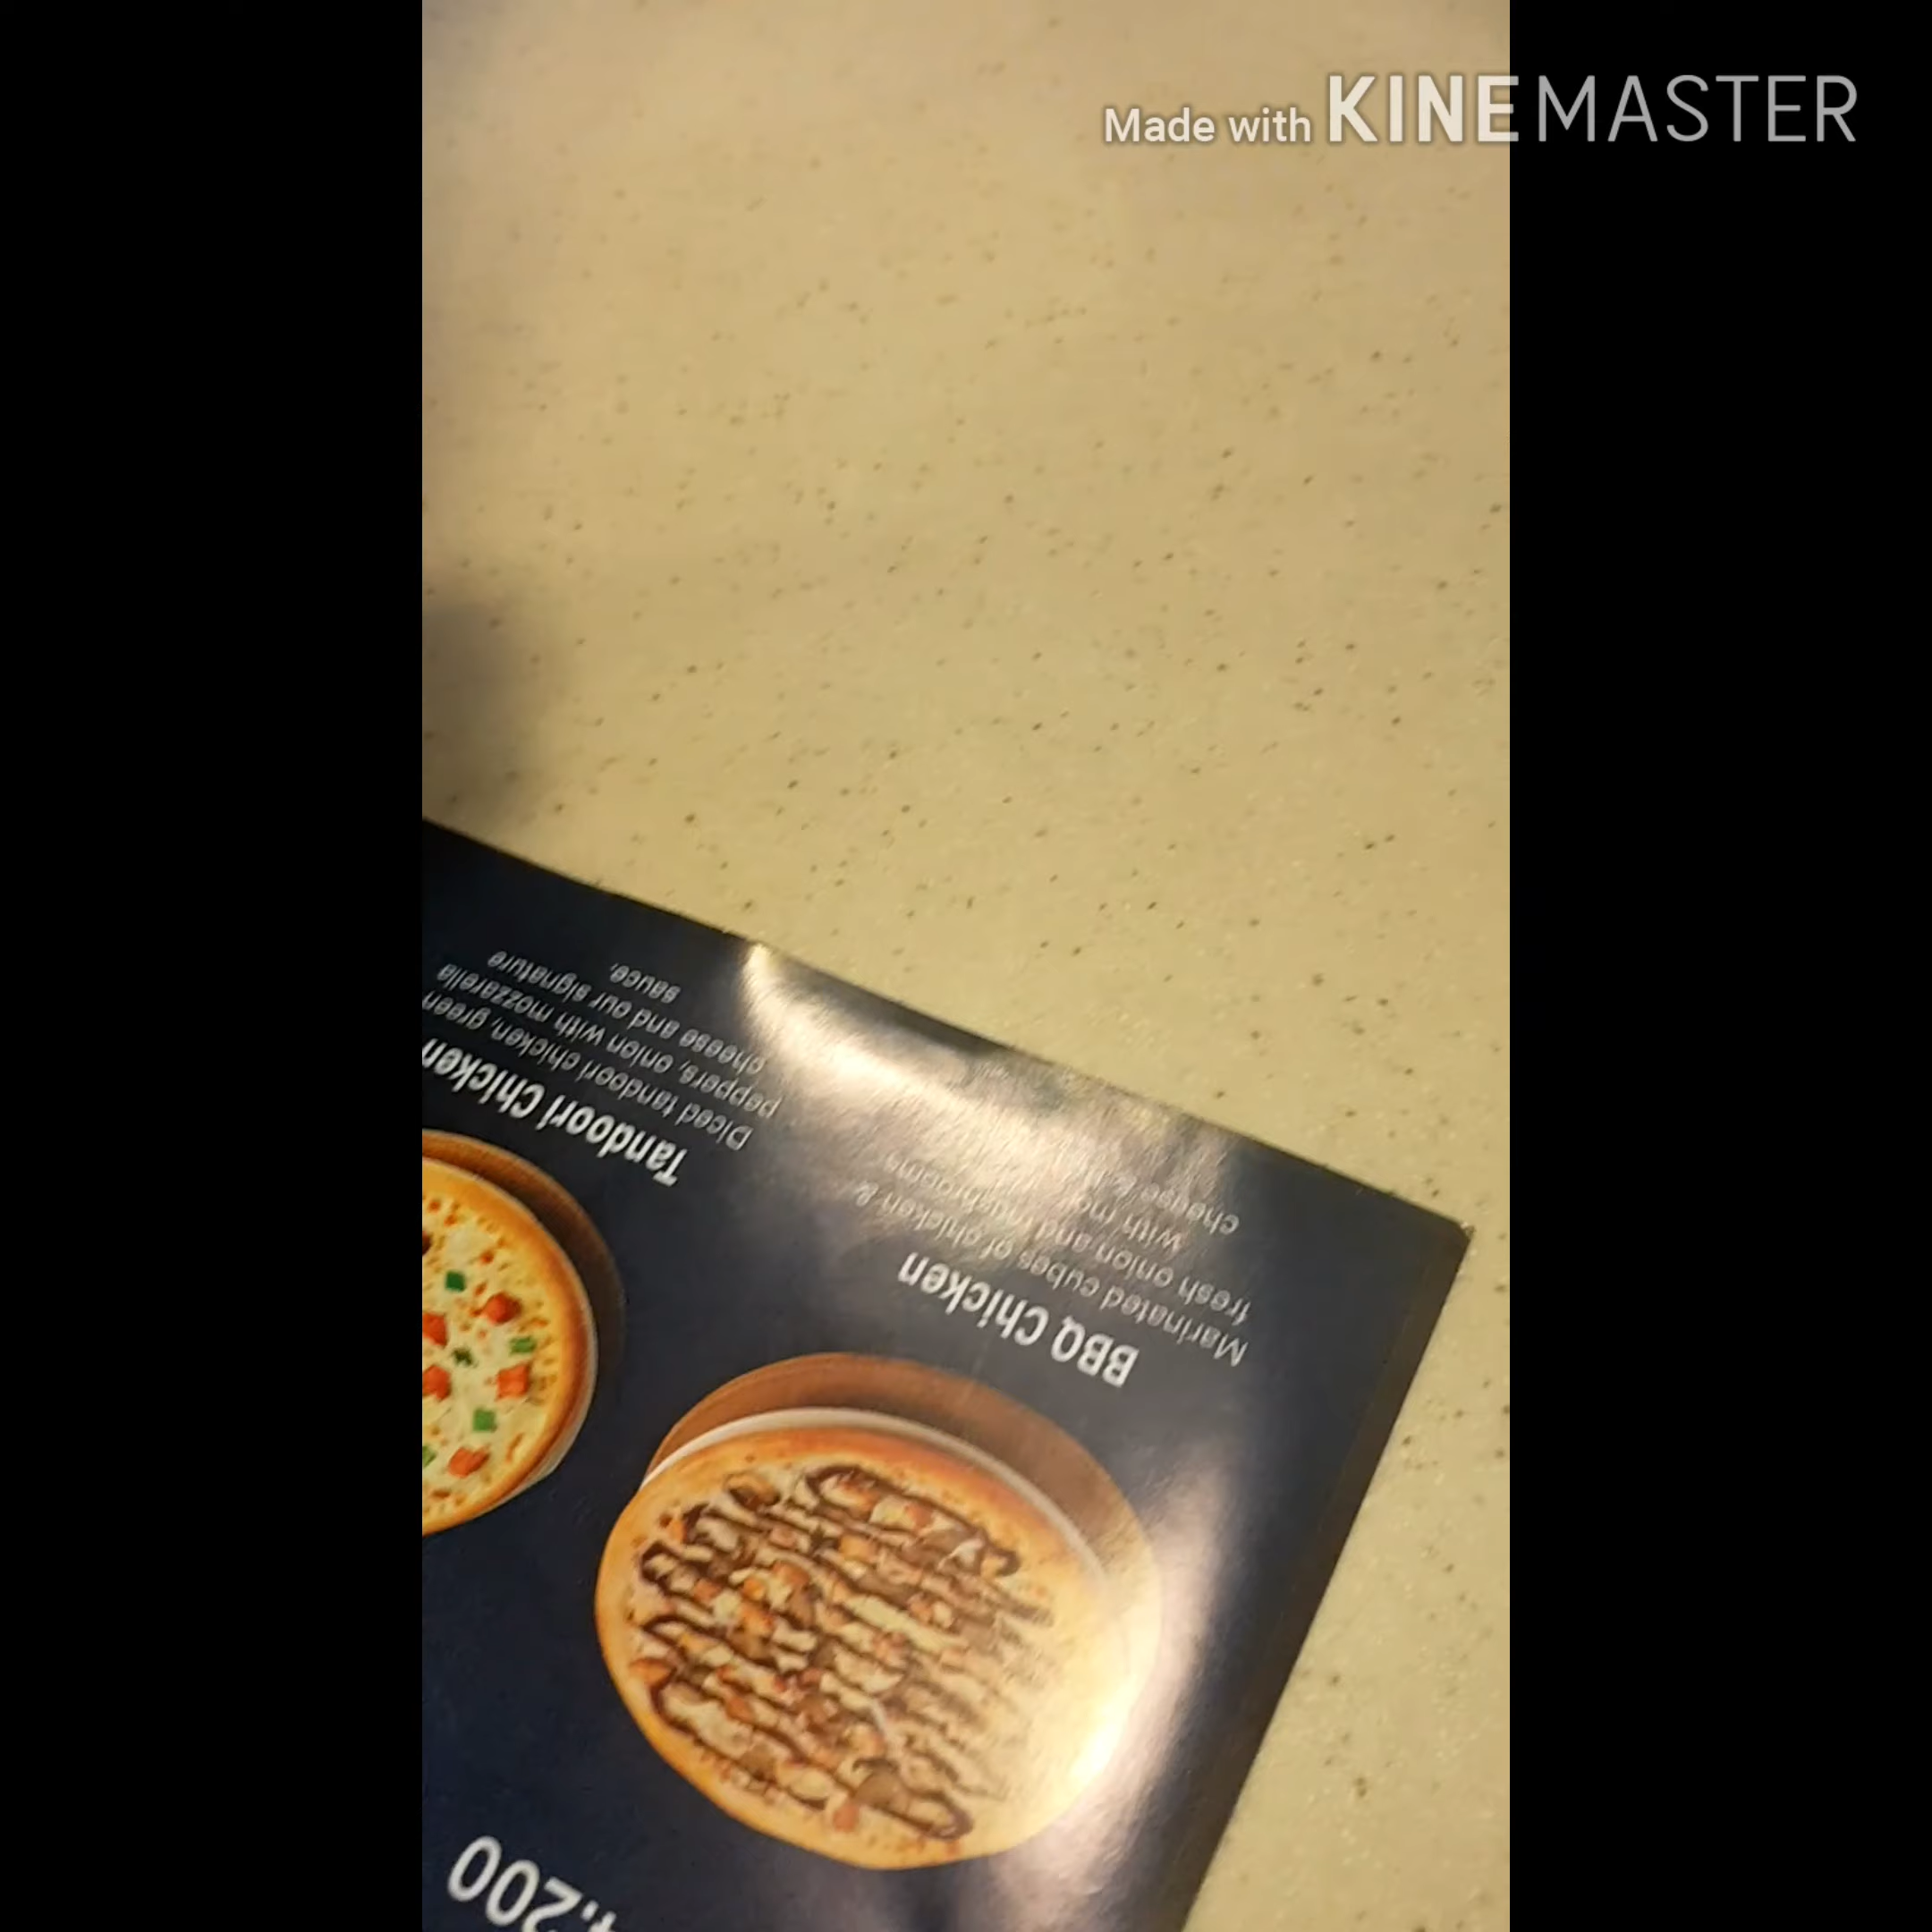 Made with KINEMASTER
.200
BBQ Chicken
Marinated cubes of chicken &
fresh onion and mushrooms
with
cheese &
Tandoori Chicken
Diced tandoori chicken, green
peppers, onion with mozzarella
cheese and our signature
sauce.